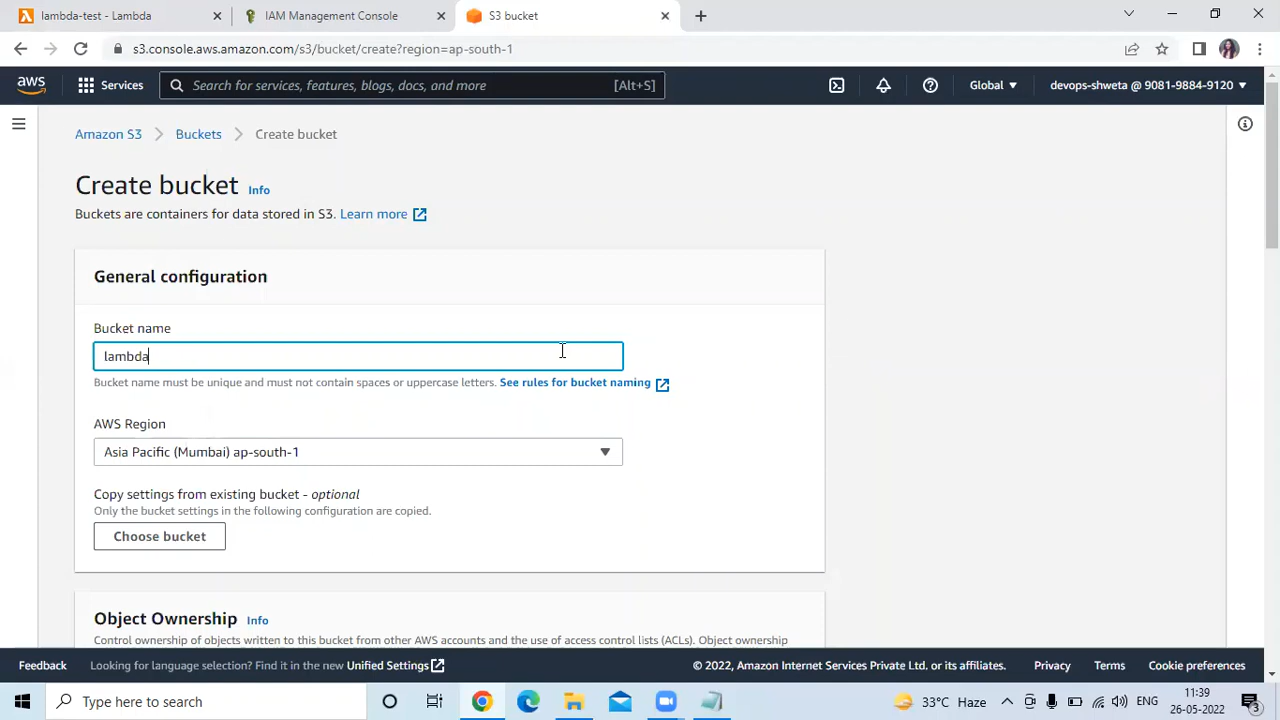 lambda-test - Lambda
IAM Management Console
S3 bucket
s3.console.aws.amazon.com/s3/bucket/create?region=ap-south-1
aws
Services
Search for services, features, blogs, docs, and more
[Alt+S]
Global
devops-shweta @ 9081-9884-9120
Amazon S3
Buckets
Create bucket
Create bucket Info
Buckets are containers for data stored in S3. Learn more
General configuration
Bucket name
lambda
Bucket name must be unique and must not contain spaces or uppercase letters. See rules for bucket naming
AWS Region
Asia Pacific (Mumbai) ap-south-1
Copy settings from existing bucket - optional
Only the bucket settings in the following configuration are copied.
Choose bucket
Object Ownership Info
Control ownership of objects written to this bucket from other AWS accounts and the use of access control lists (ACLs). Object ownership
Feedback
Looking for language selection? Find it in the new Unified Settings
© 2022, Amazon Internet Services Private Ltd. or its affiliates.
Privacy
Terms
Cookie preferences
Type here to search
33°C Haze
ENG
11:39
26-05-2022
3